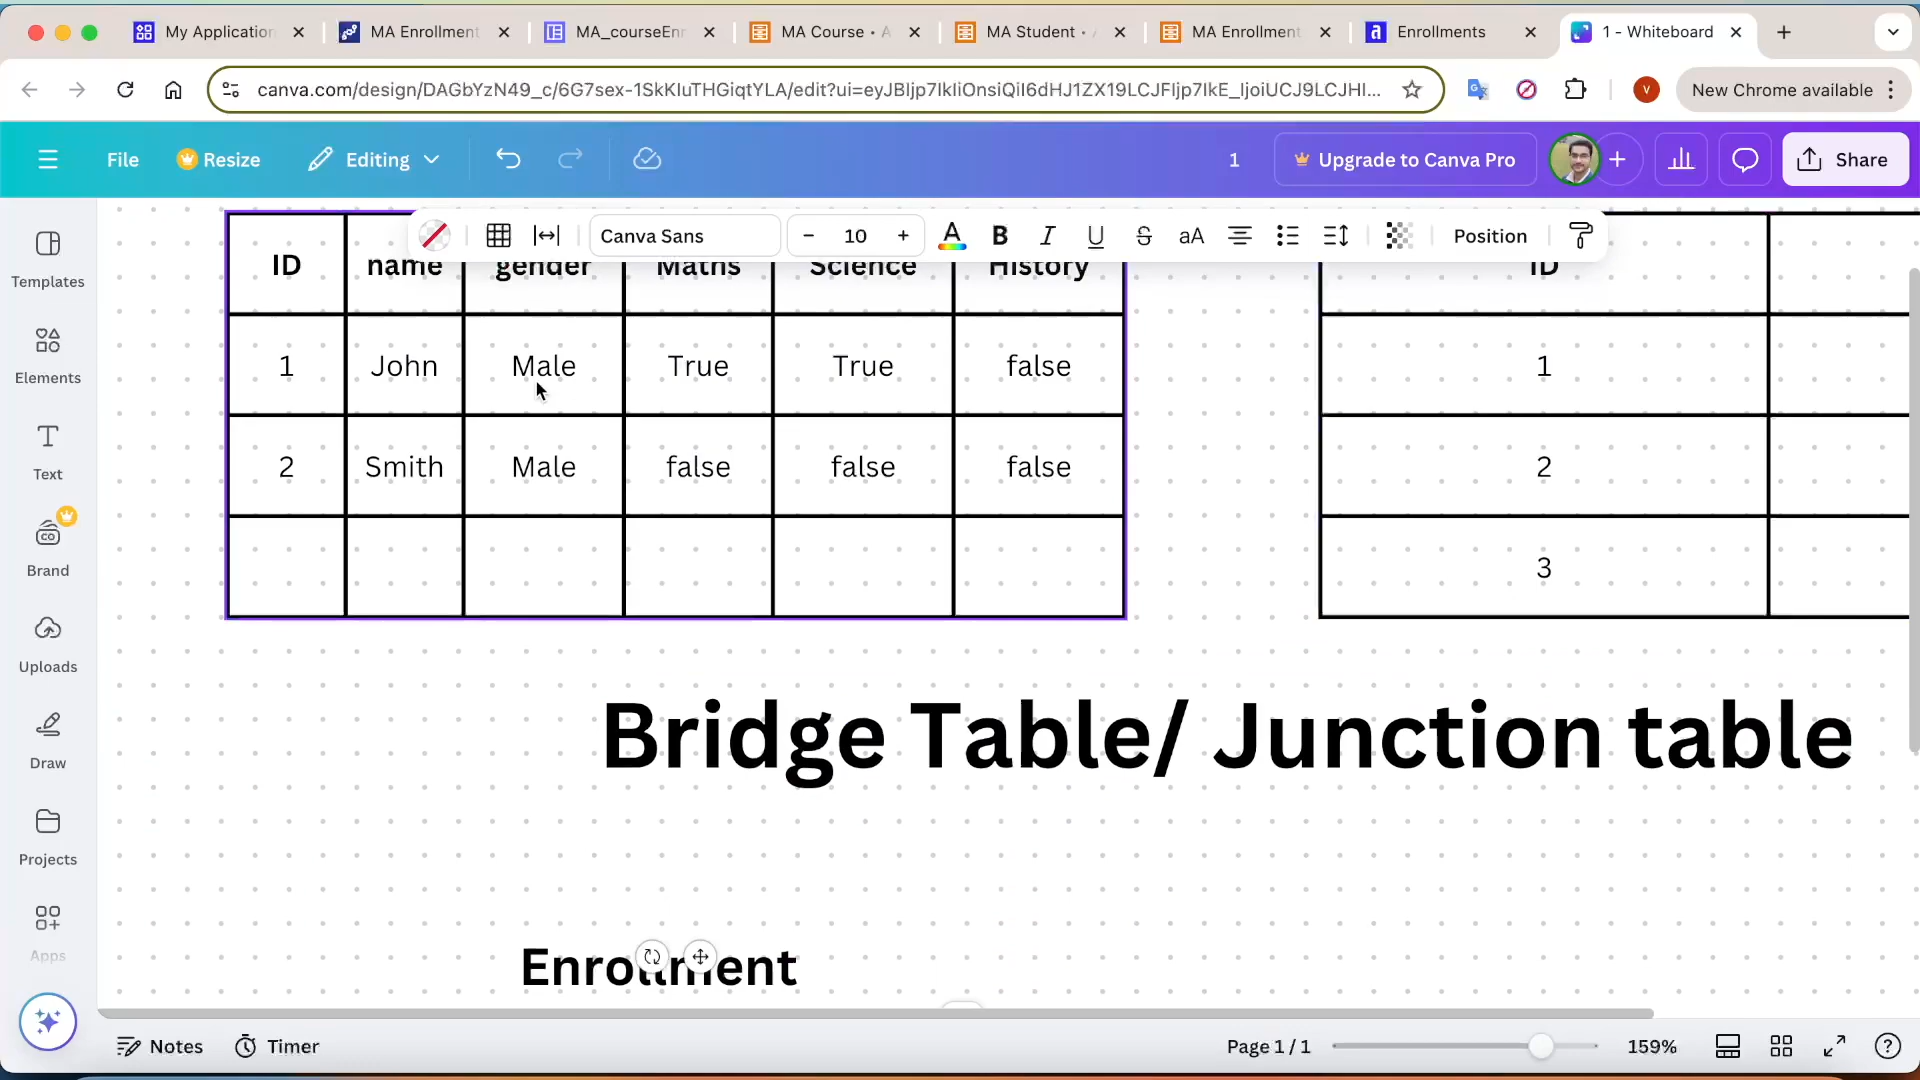 My Application
MA Enrollment
MA_courseEnr
MA Course • A
MA Student •
MA Enrollment
Enrollments
1 - Whiteboard
canva.com/design/DAGbYzN49_c/6G7sex-1SkKIuTHGiqtYLA/edit?ui=eyJBIjp7IkIiOnsiQiI6dHJ1ZX19LCJFIjp7IkE_IjoiUCJ9LCJHI...
V
New Chrome available
File
Resize
Editing
1
Upgrade to Canva Pro
Share
Canva Sans
10
A
B
I
U
S
aA
Position
Templates
Elements
Text
Brand
Uploads
Draw
Projects
Apps
ID name gender Maths Science History
1 John Male True True false
2 Smith Male false false false
ID
1
2
3
Bridge Table/ Junction table
Enrollment
Notes
Timer
Page 1 / 1
159%